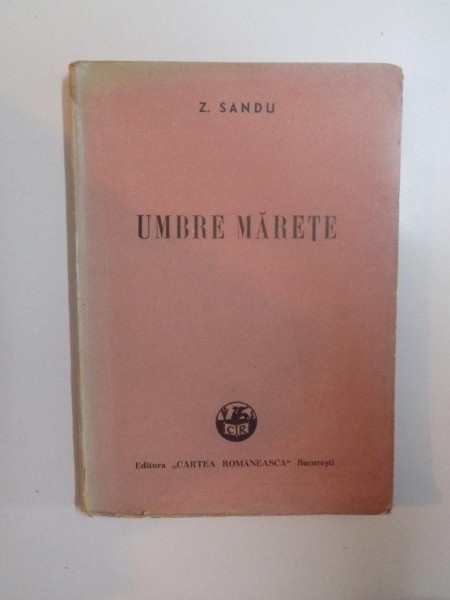 Z. SANDU
UMBRE MĂREȚE
CR
Editura „CARTEA ROMANEASCA“ București